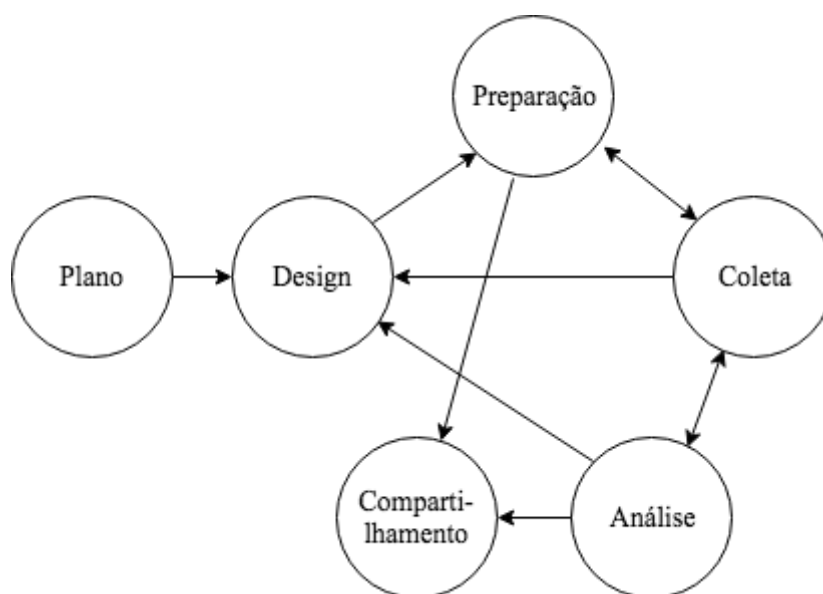 Preparação
Plano
Design
Coleta
Comparti-
lhamento
Análise